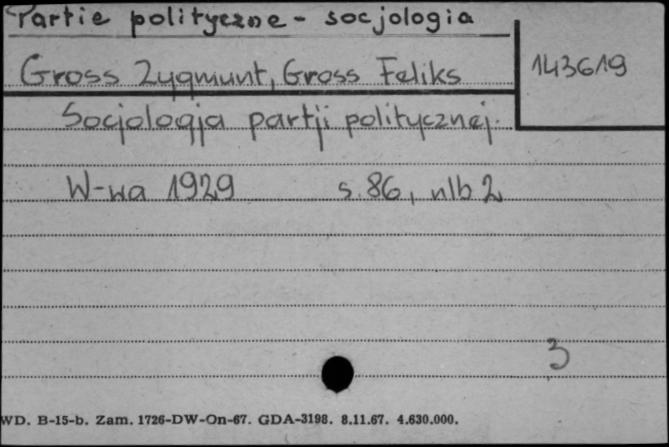 Partie polityczne - socjologia
Gross Zygmunt, Gross Feliks
143619
Socjologja partji politycznej.
W-wa 1929 s. 86, nlb 2
3
WD. B-15-b. Zam. 1726-DW-On-67. GDA-3198. 8.11.67. 4.630.000.